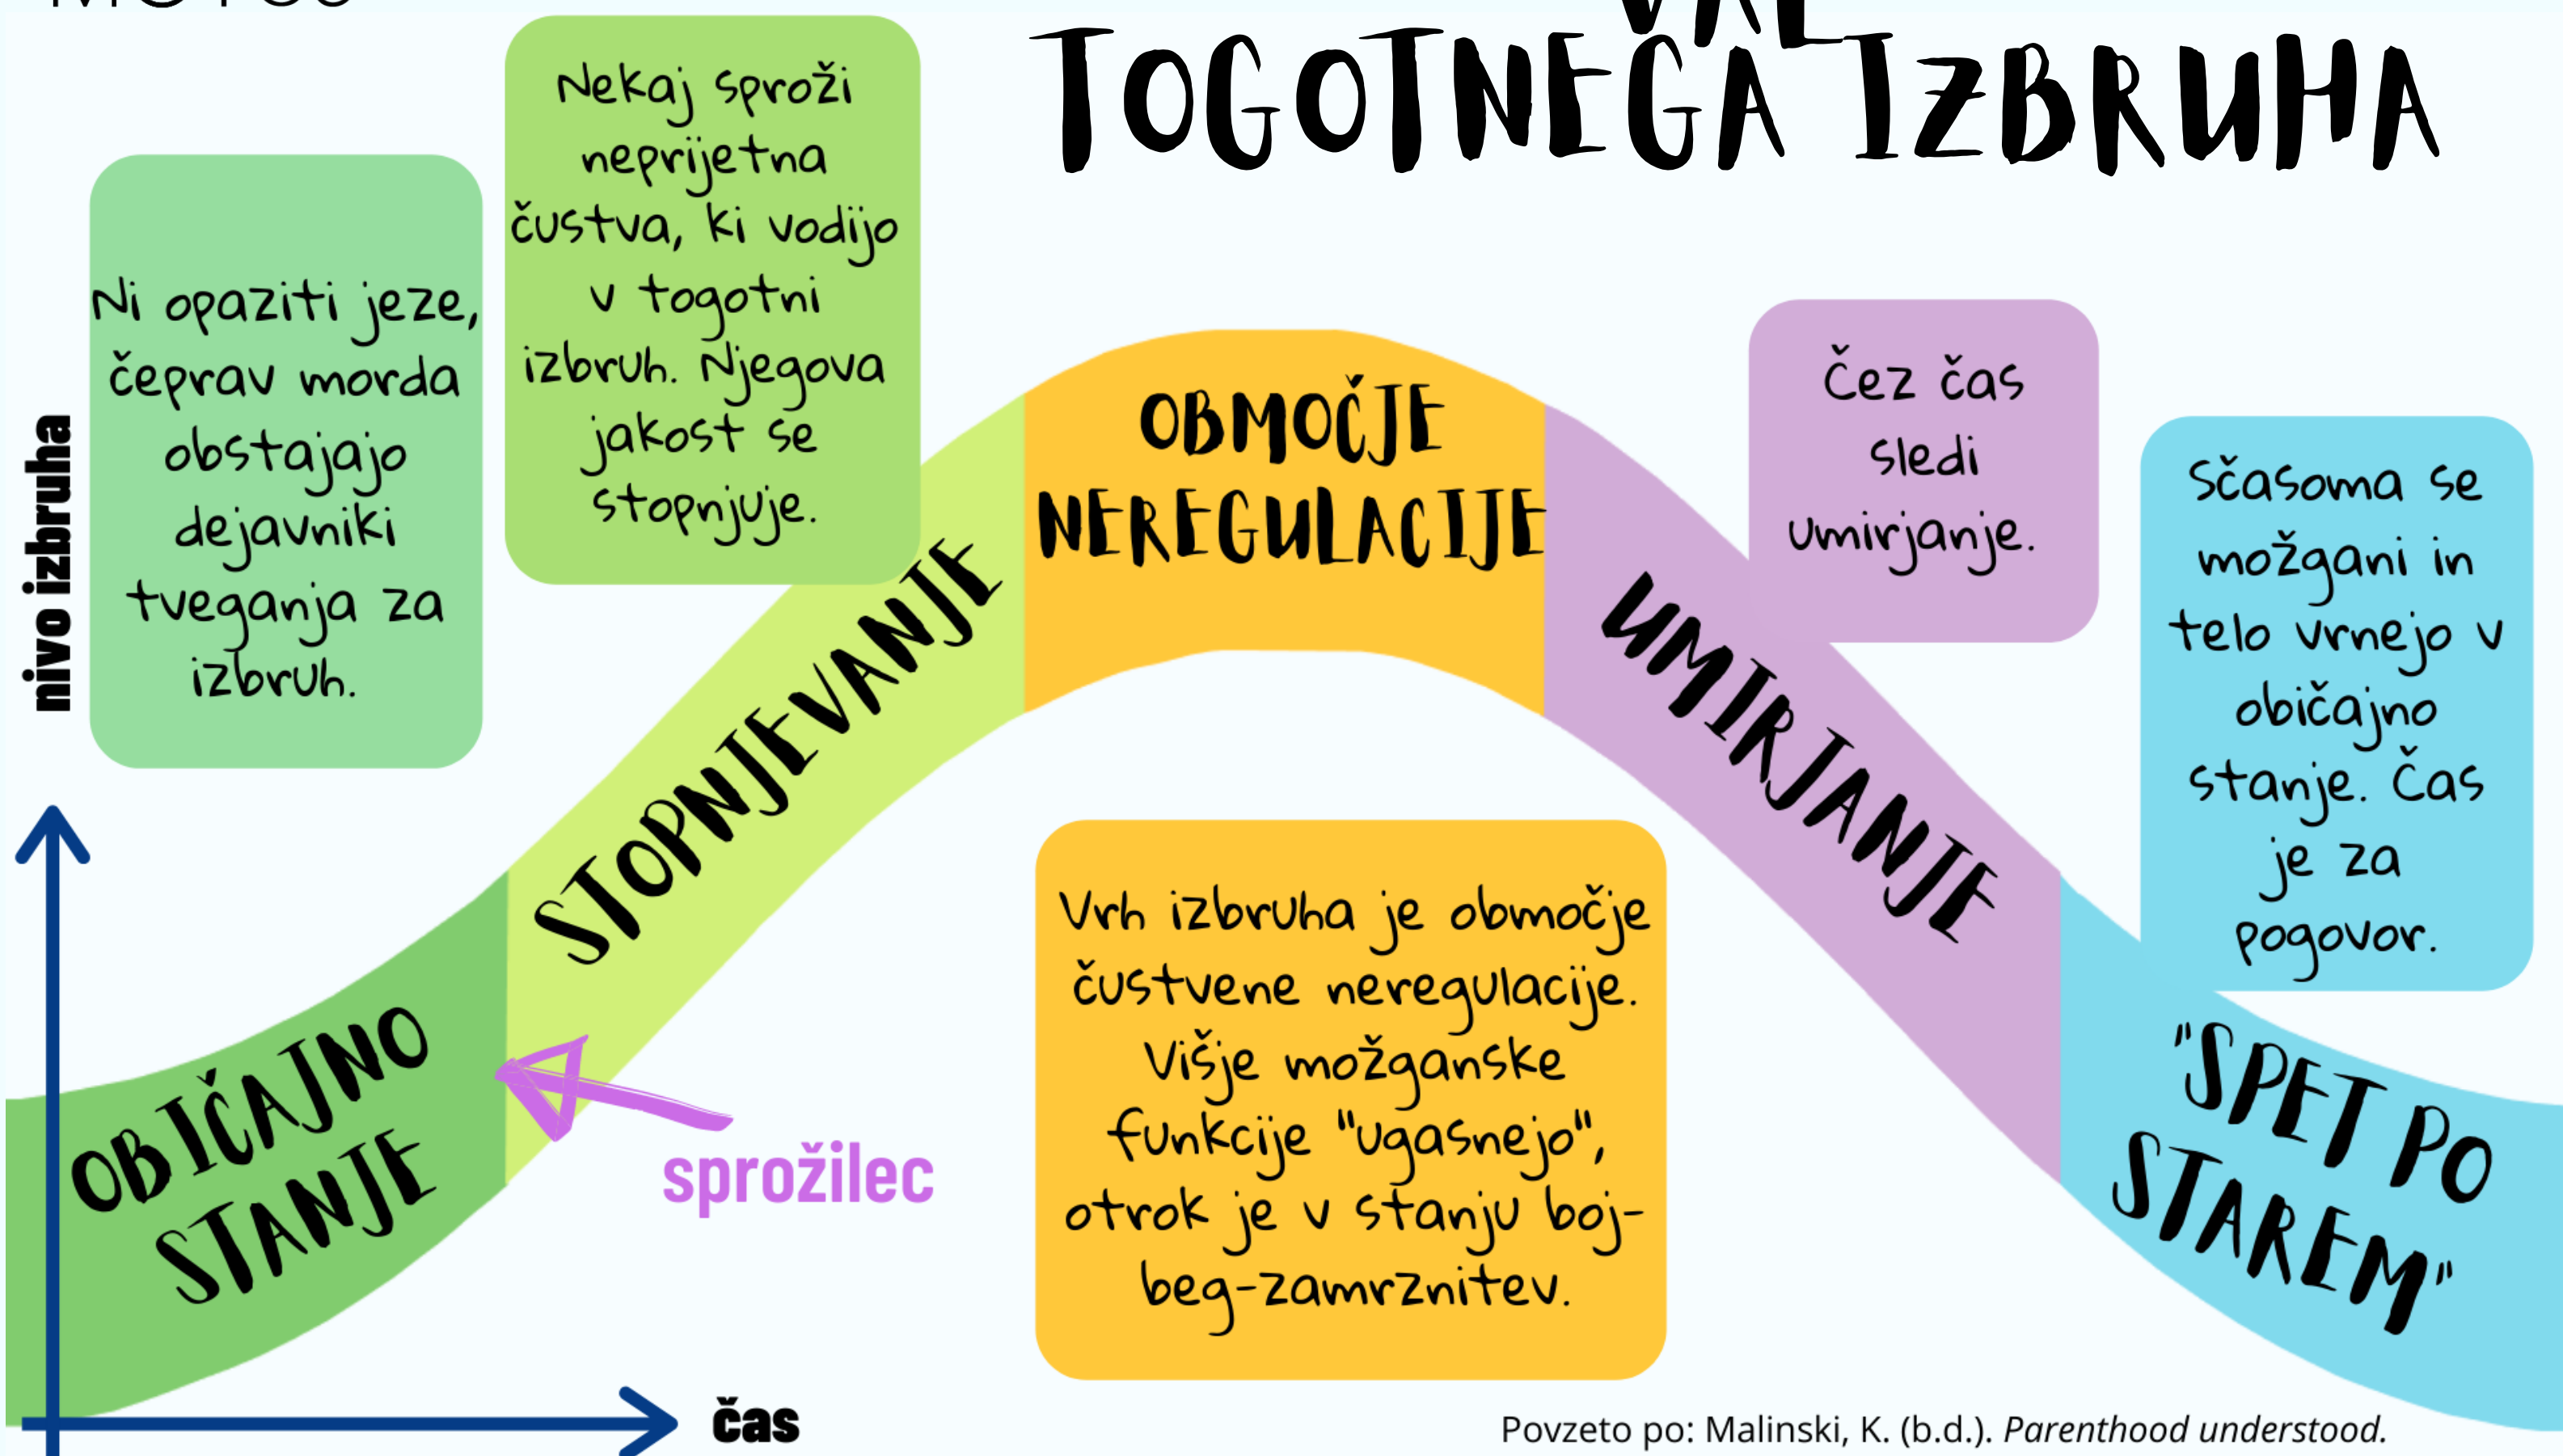 VAL
TOGOTNEGA IZBRUHA
nivo izbruha
Ni opaziti jeze,
čeprav morda
obstajajo
dejavniki
tveganja za
izbruh.
Nekaj sproži
neprijetna
čustva, ki vodijo
v togotni
izbruh. Njegova
jakost se
stopnjuje.
OBIČAJNO
STANJE
sprožilec
STOPNJEVANJE
OBMOČJE
NEREGULACIJE
Vrh izbruha je območje
čustvene neregulacije.
Višje možganske
funkcije "ugasnejo",
otrok je v stanju boj-
beg-zamrznitev.
UMIRJANJE
Čez čas
sledi
umirjanje.
Sčasoma se
možgani in
telo vrnejo v
običajno
stanje. Čas
je za
pogovor.
"SPET PO
STAREM"
čas
Povzeto po: Malinski, K. (b.d.). Parenthood understood.